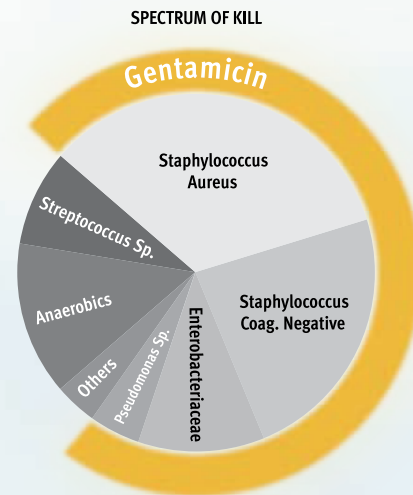 SPECTRUM OF KILL
Gentamicin
Staphylococcus
Aureus
Streptococcus Sp.
Staphylococcus
Coag. Negative
Anaerobics
Enterobacteriaceae
Pseudomonas Sp.
Others